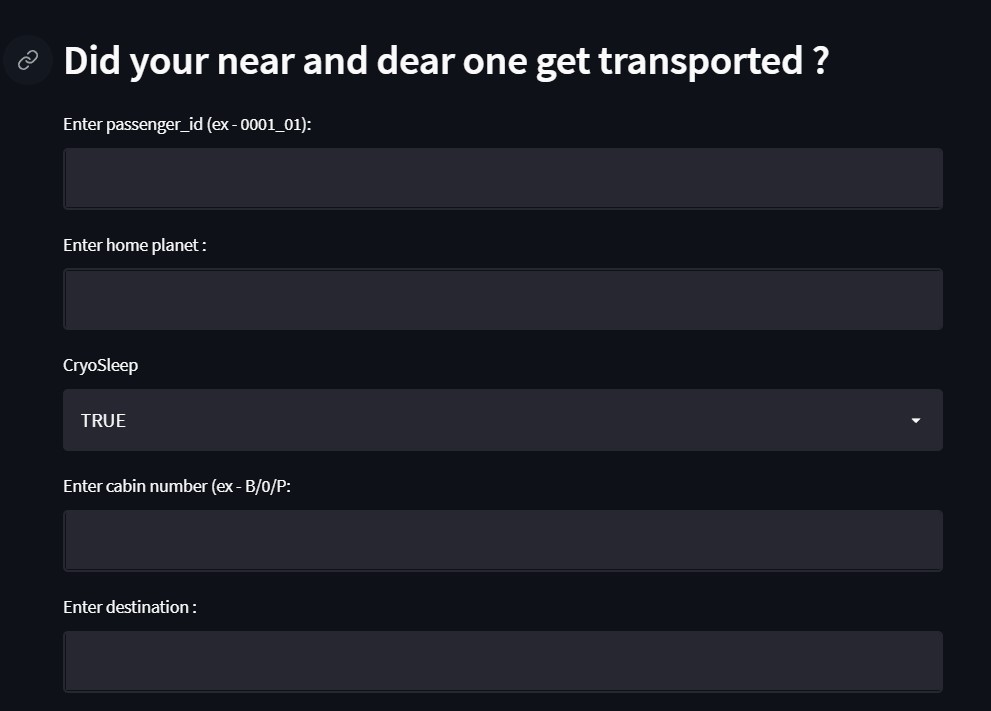 Did your near and dear one get transported ?
Enter passenger_id (ex - 0001_01):
Enter home planet :
CryoSleep
TRUE
Enter cabin number (ex - B/0/P:
Enter destination :